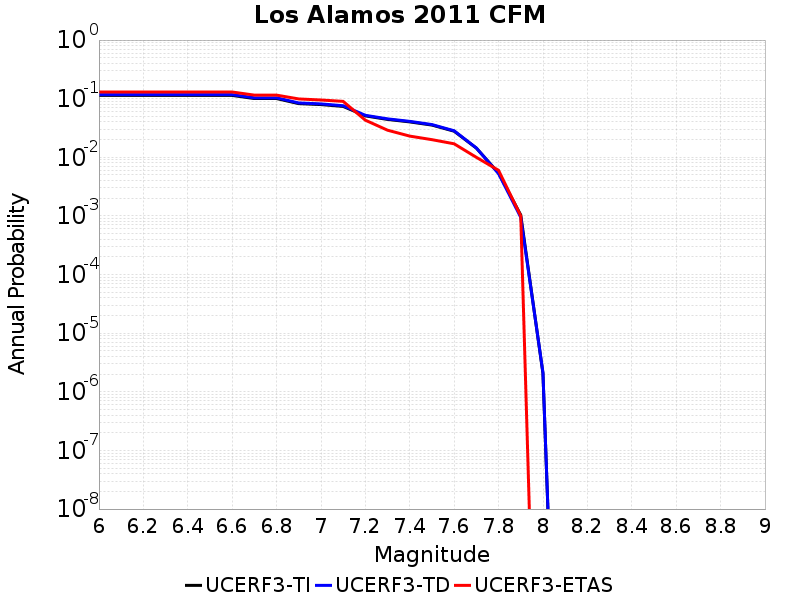 Los Alamos 2011 CFM
Annual Probability
10^0
10^-1
10^-2
10^-3
10^-4
10^-5
10^-6
10^-7
10^-8
6 6.2 6.4 6.6 6.8 7 7.2 7.4 7.6 7.8 8 8.2 8.4 8.6 8.8 9
Magnitude
UCERF3-TI UCERF3-TD UCERF3-ETAS